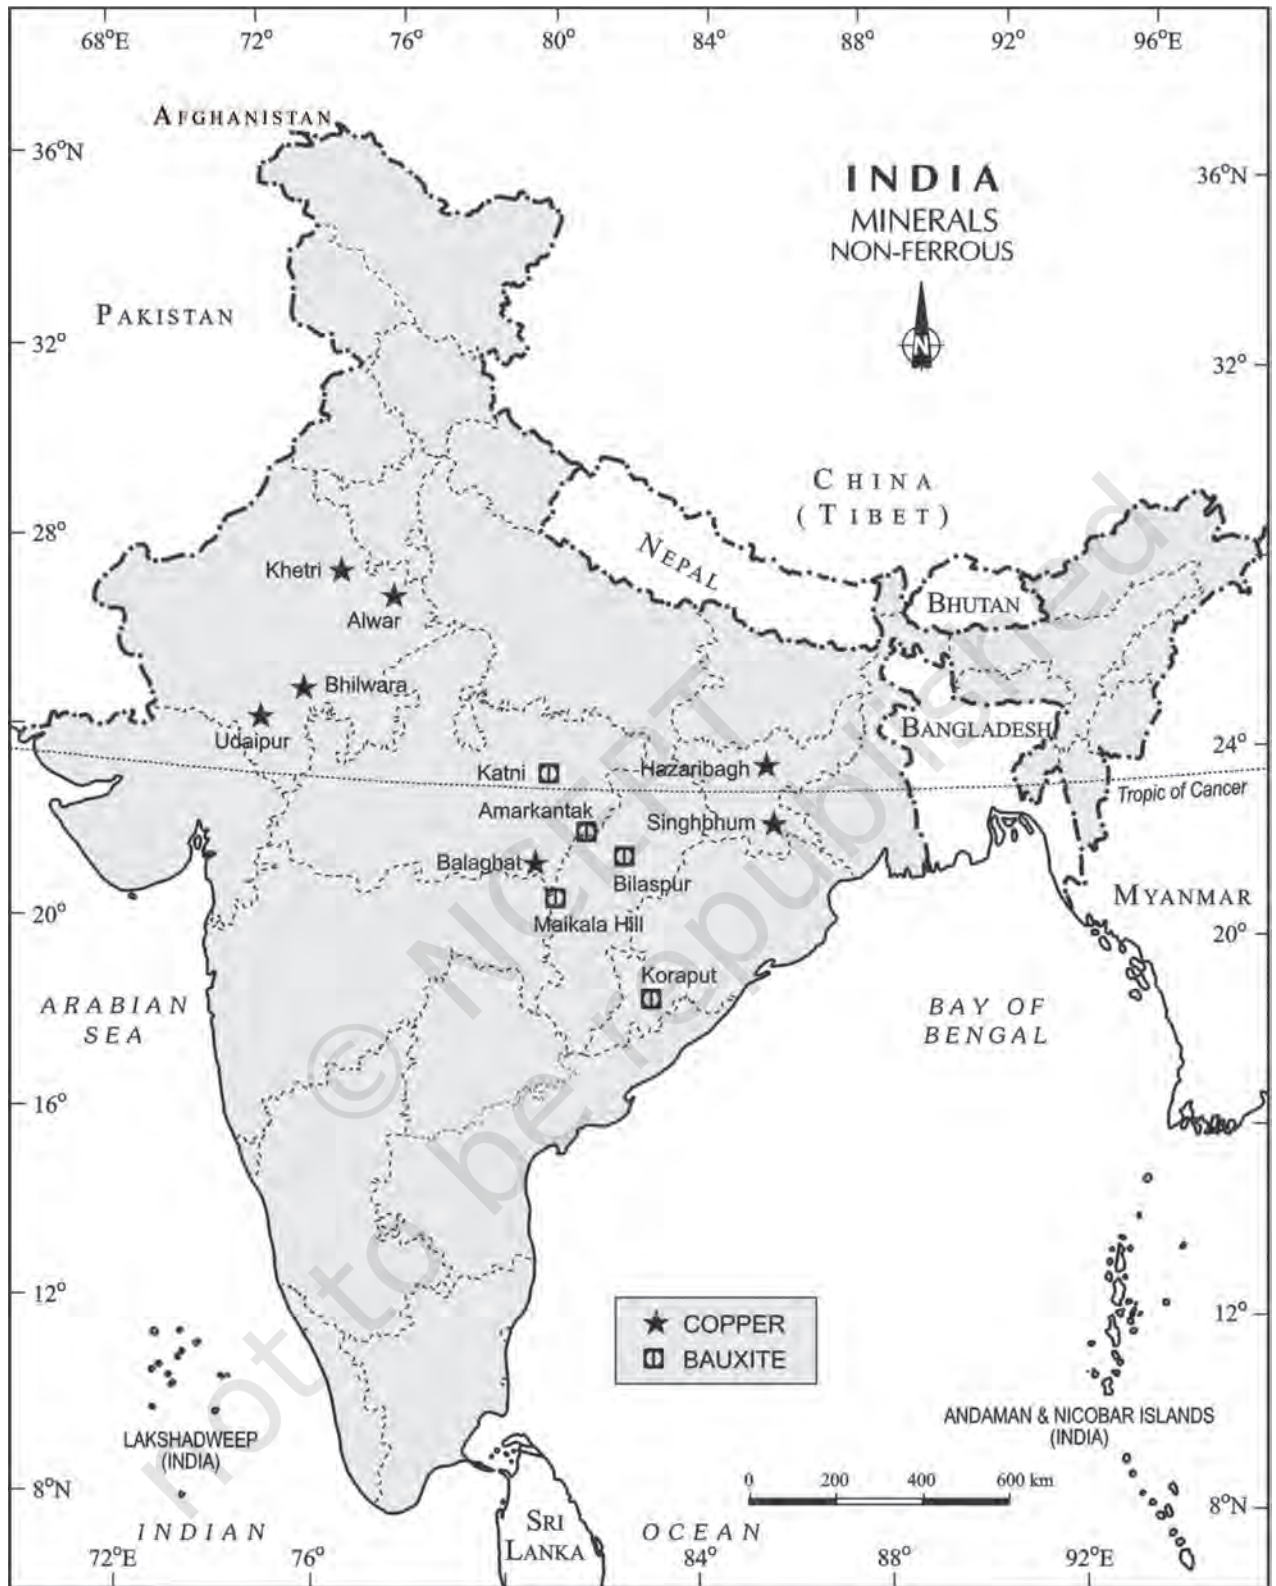 68°E 72° 76° 80° 84° 88° 92° 96°E
AFGHANISTAN
36°N
INDIA
36°N
MINERALS
NON-FERROUS
PAKISTAN
N
32°
32°
CHINA
(TIBET)
28°
NEPAL
28°
Khetri
BHUTAN
Alwar
Bhilwara
Udaipur
BANGLADESH
24°
Katni
Hazaribagh
Tropic of Cancer
Amarkantak
Singhbhum
Balaghat
Bilaspur
MYANMAR
20°
Maikala Hill
20°
Koraput
ARABIAN
SEA
BAY OF
BENGAL
16°
12°
COPPER
12°
BAUXITE
ANDAMAN & NICOBAR ISLANDS
(INDIA)
LAKSHADWEEP
(INDIA)
0 200 400 600 km
8°N
8°N
SRI
LANKA
INDIAN OCEAN
72°E 76° 84° 88° 92°E
© NCERT
not to be republished